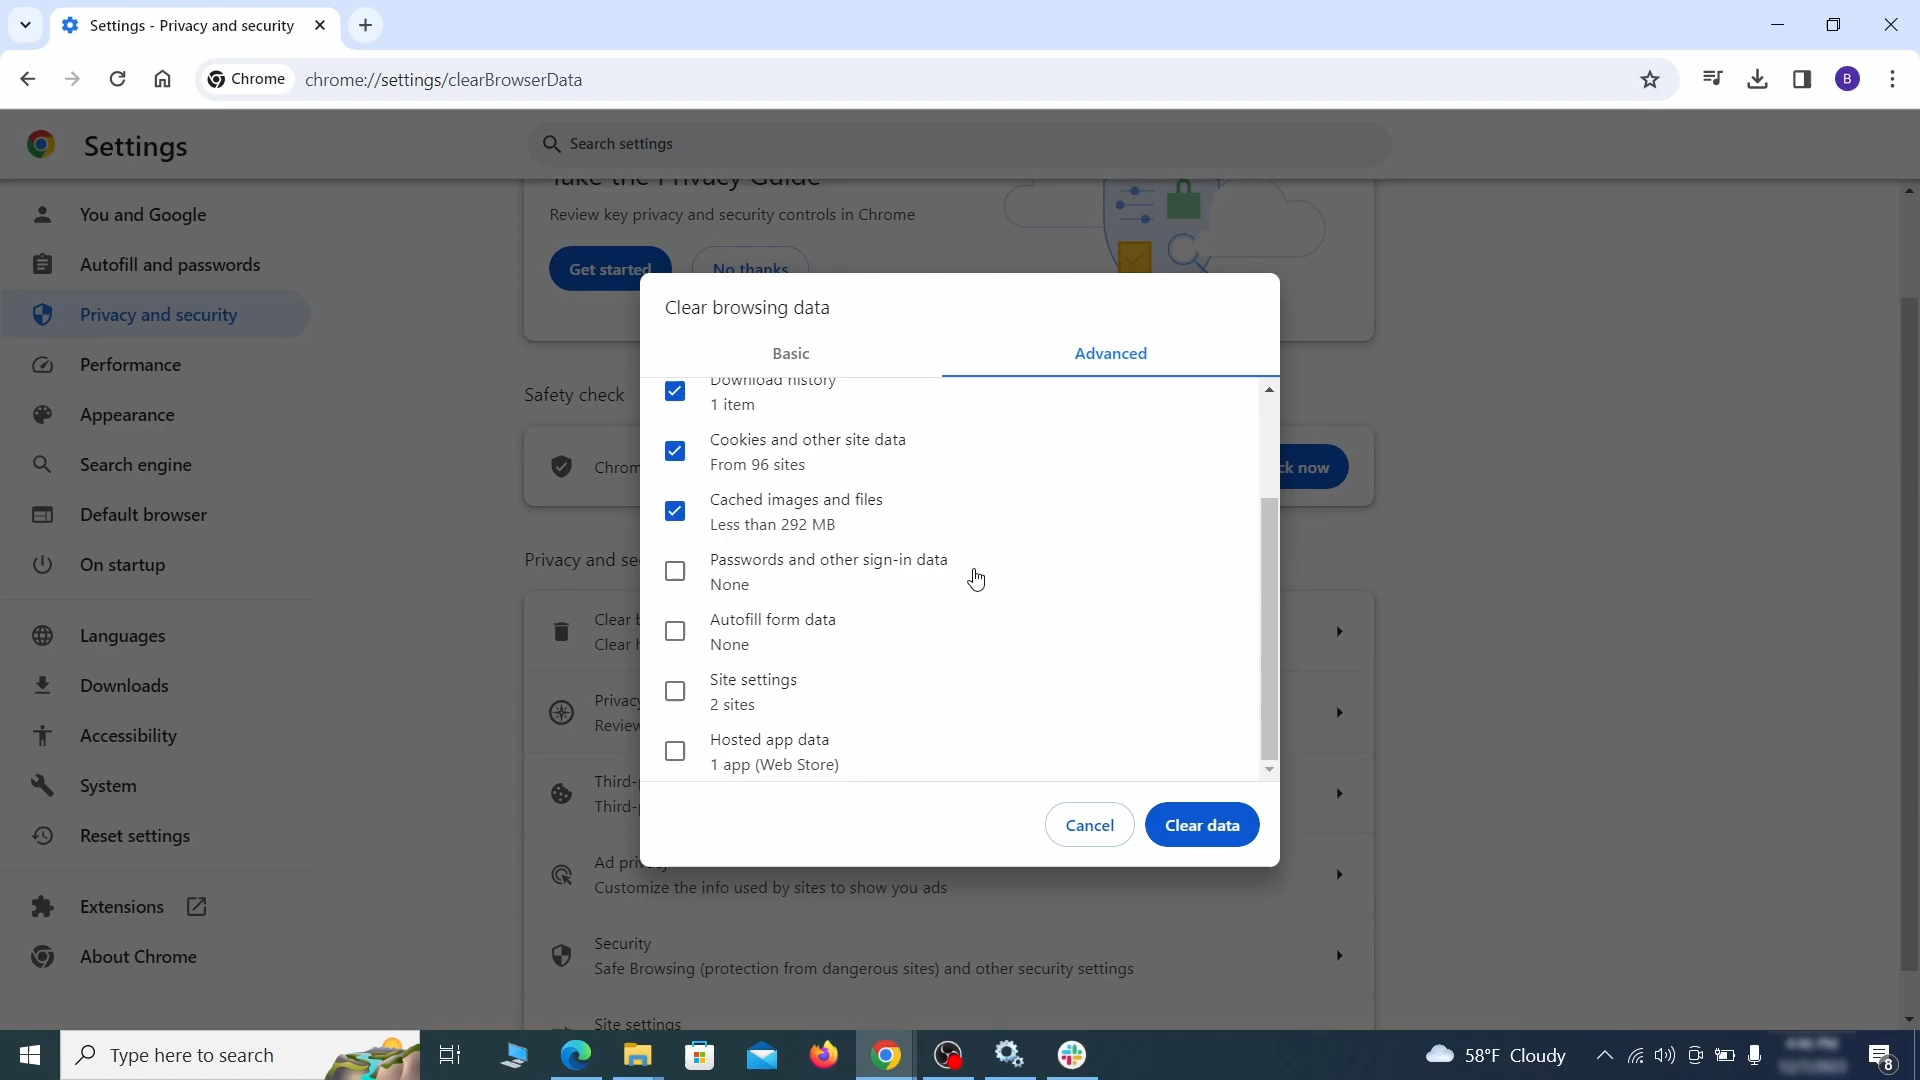 Settings - Privacy and security
Chrome
chrome://settings/clearBrowserData
B
Settings
Search settings
You and Google
Autofill and passwords
Privacy and security
Performance
Appearance
Search engine
Default browser
On startup
Languages
Downloads
Accessibility
System
Reset settings
Extensions
About Chrome
Take the Privacy Guide
Review key privacy and security controls in Chrome
Get started
No thanks
Safety check
Chrom
ck now
Privacy and se
Clear b
Clear h
Privacy
Review
Third-p
Third-p
Ad privacy
Customize the info used by sites to show you ads
Security
Safe Browsing (protection from dangerous sites) and other security settings
Site settings
Clear browsing data
Basic
Advanced
Download history
1 item
Cookies and other site data
From 96 sites
Cached images and files
Less than 292 MB
Passwords and other sign-in data
None
Autofill form data
None
Site settings
2 sites
Hosted app data
1 app (Web Store)
Cancel
Clear data
Type here to search
58°F Cloudy
8